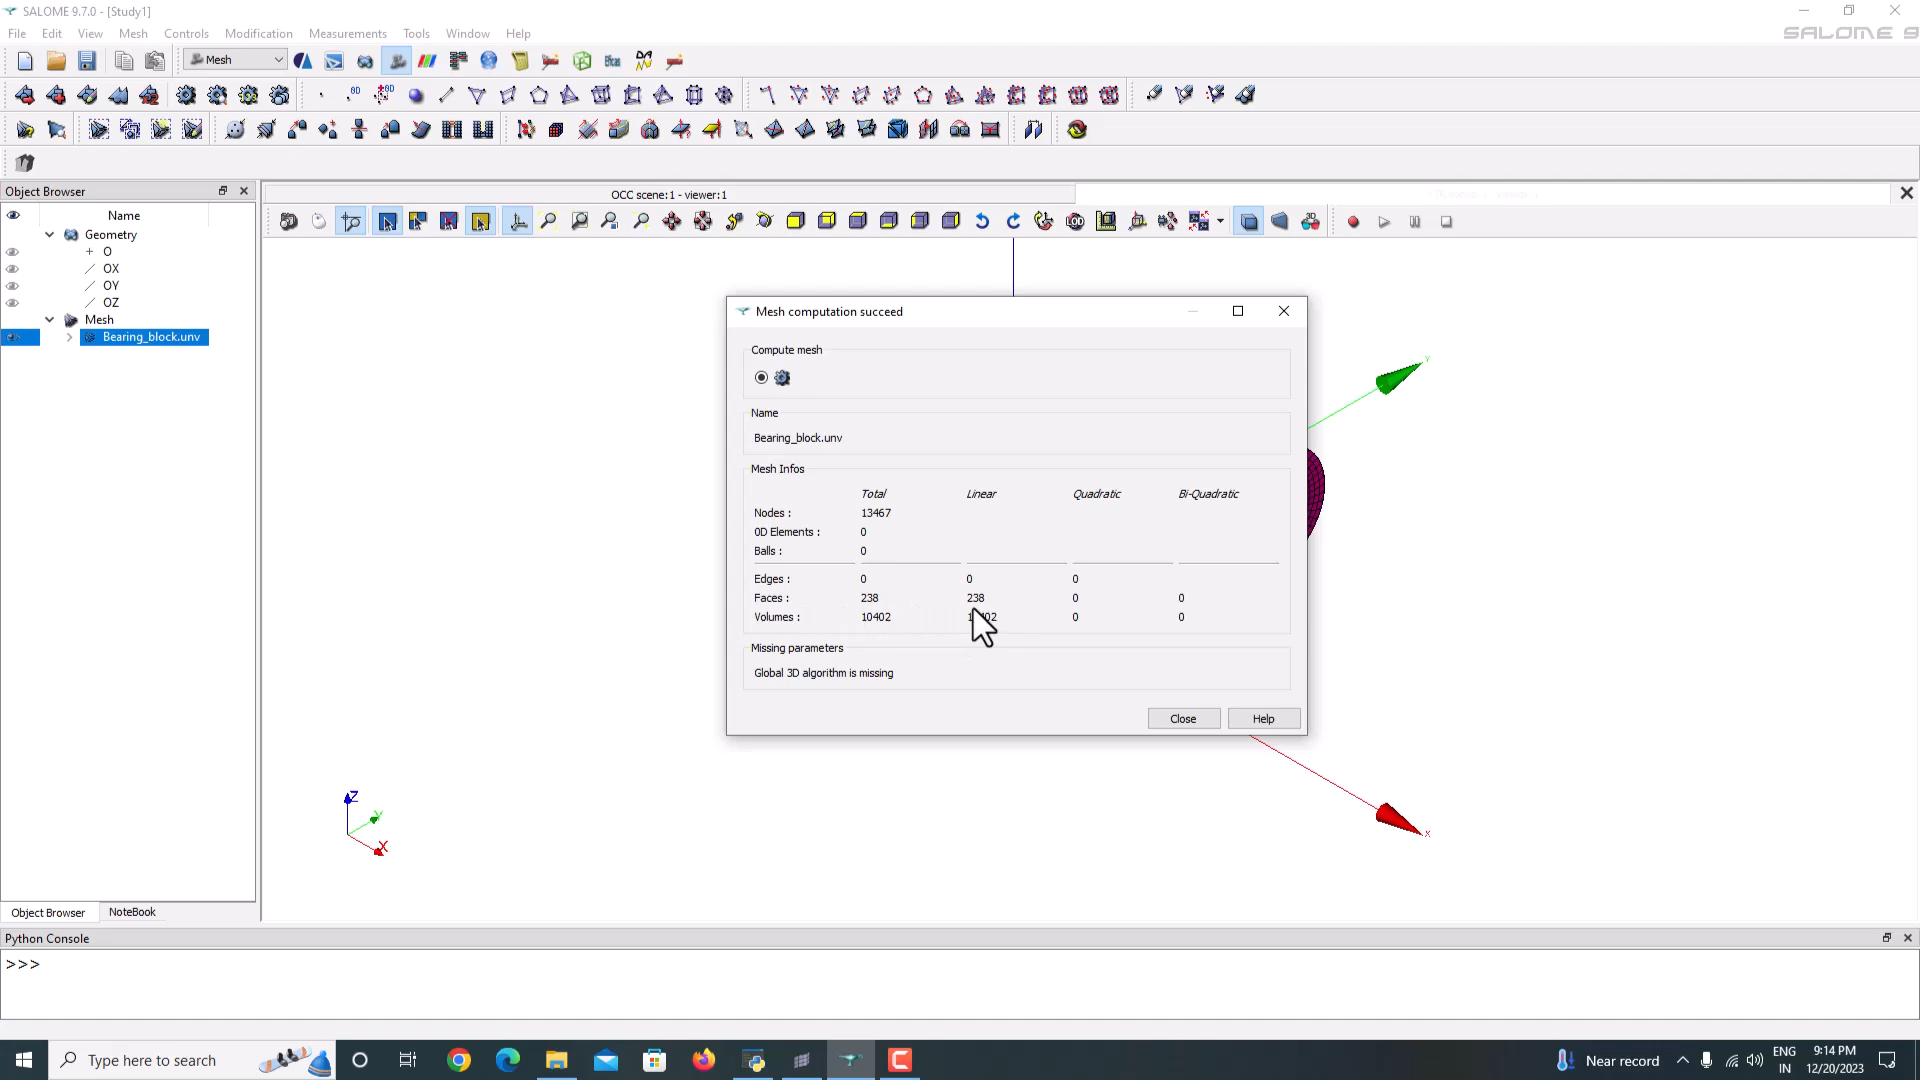 SALOME 9.7.0 - [Study1]
File Edit View Mesh Controls Modification Measurements Tools Window Help
SALOME 9
Mesh
Efficas
0D
0D
Object Browser
OCC scene:1 - viewer:1
Name
Geometry
O
OX
OY
OZ
Mesh
Bearing_block.unv
Mesh computation succeed
Compute mesh
Name
Bearing_block.unv
Mesh Infos
Total Linear Quadratic Bi-Quadratic
Nodes : 13467
0D Elements : 0
Balls : 0
Edges : 0 0 0
Faces : 238 238 0 0
Volumes : 10402 0 0
Missing parameters
Global 3D algorithm is missing
Close Help
Y
X
Z
Y
X
Object Browser NoteBook
Python Console
>>>
Type here to search
Near record
ENG
IN
9:14 PM
12/20/2023